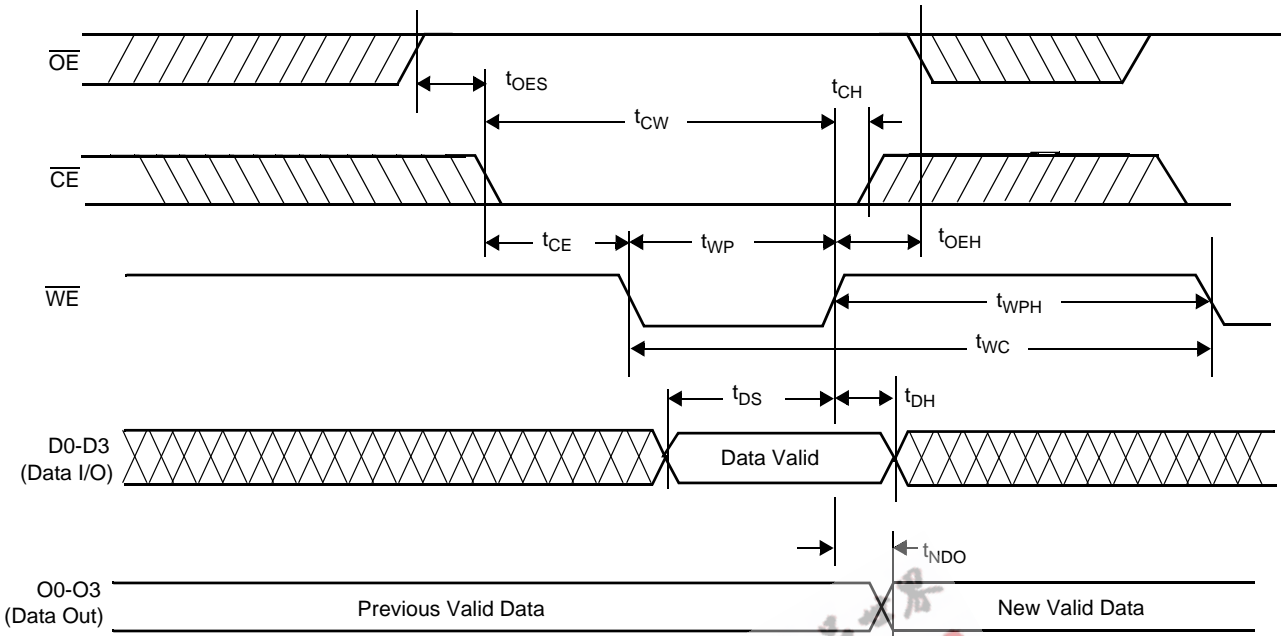 OE
tOES
tCH
tCW
CE
tCE
tWP
tOEH
WE
tWPH
tWC
tDS
tDH
D0-D3
(Data I/O)
Data Valid
tNDO
O0-O3
(Data Out)
Previous Valid Data
New Valid Data